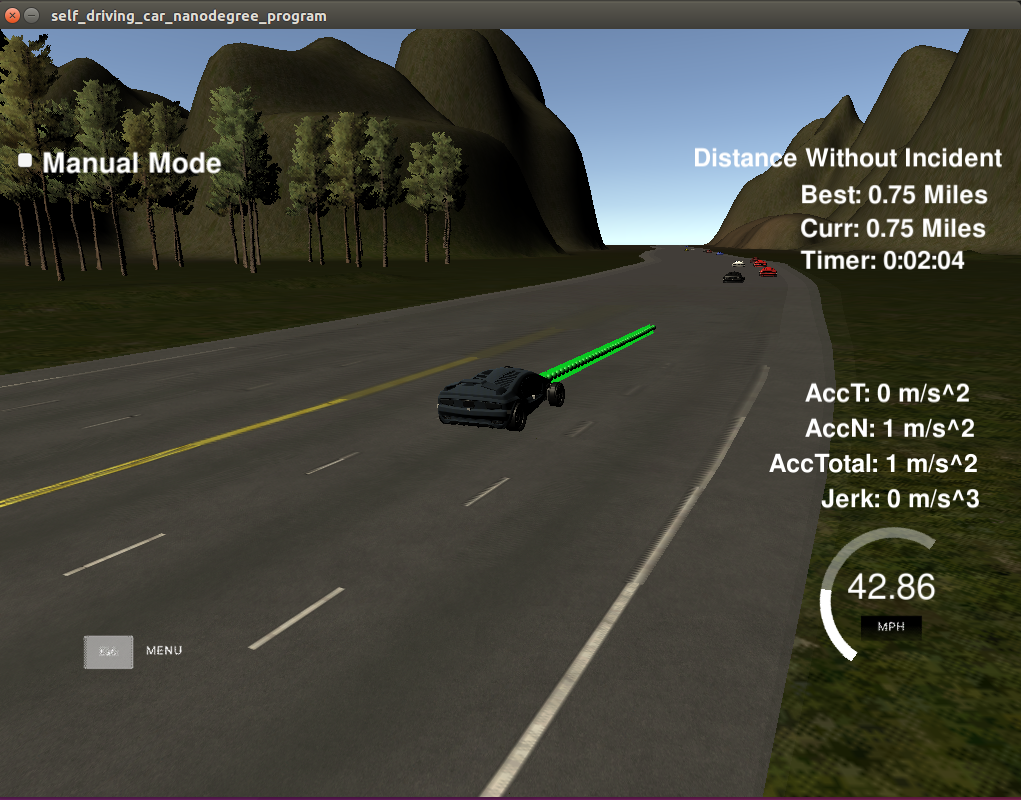 self_driving_car_nanodegree_program
Manual Mode
Distance Without Incident
Best: 0.75 Miles
Curr: 0.75 Miles
Timer: 0:02:04
AccT: 0 m/s^2
AccN: 1 m/s^2
AccTotal: 1 m/s^2
Jerk: 0 m/s^3
42.86
MPH
MENU